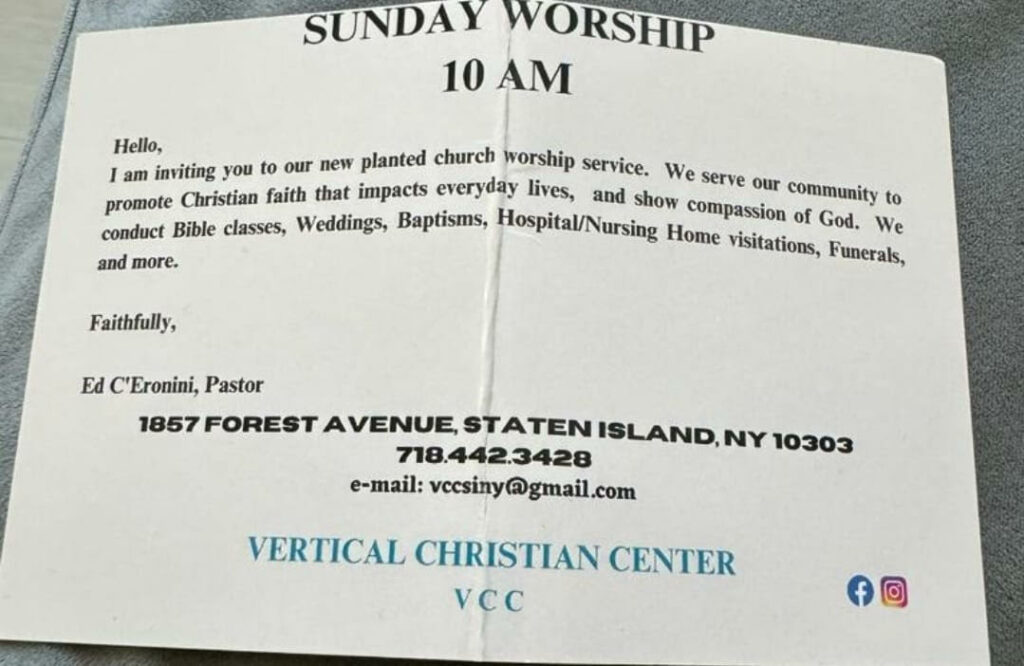 SUNDAY WORSHIP
10 AM
Hello,
I am inviting you to our new planted church worship service. We serve our community to
promote Christian faith that impacts everyday lives, and show compassion of God. We
conduct Bible classes, Weddings, Baptisms, Hospital/Nursing Home visitations, Funerals,
and more.
Faithfully,
Ed C'Eronini, Pastor
1857 FOREST AVENUE, STATEN ISLAND, NY 10303
718.442.3428
e-mail: vccsiny@gmail.com
VERTICAL CHRISTIAN CENTER
V C C